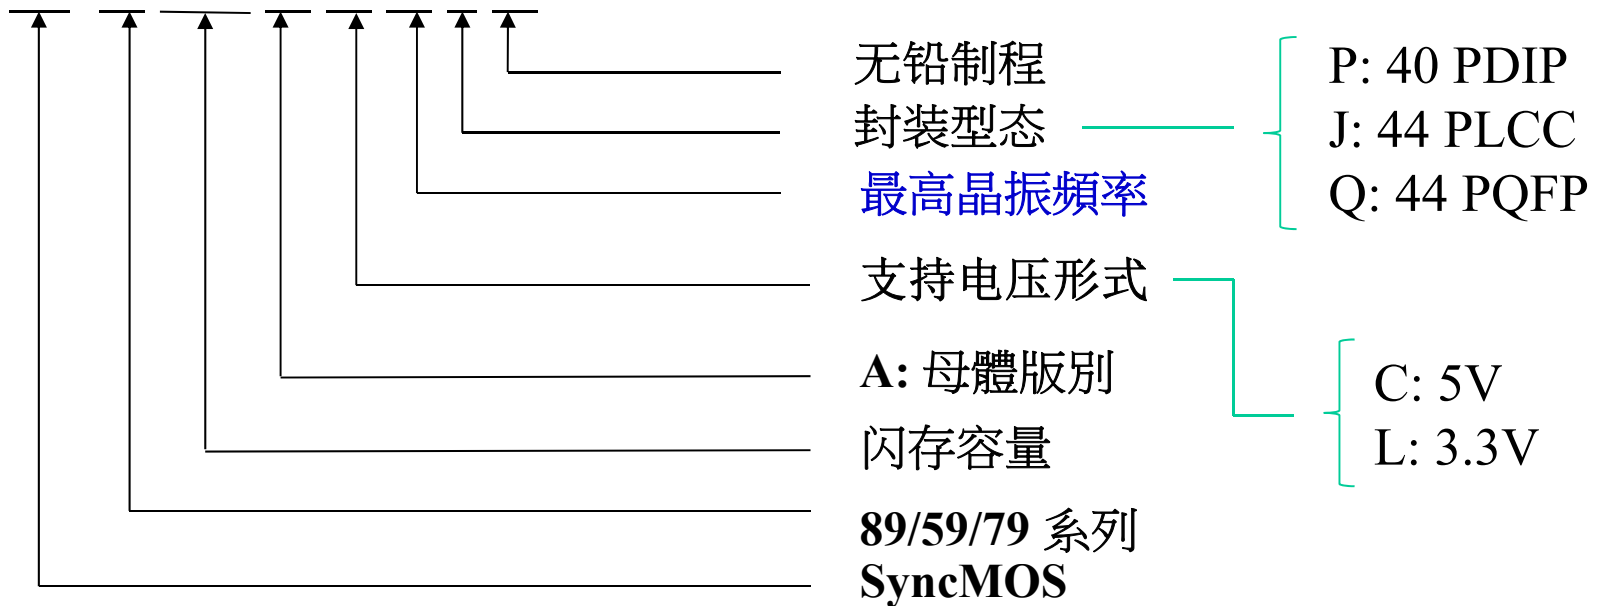 无铅制程
封装型态
最高晶振頻率
支持电压形式
A: 母體版別
闪存容量
89/59/79 系列
SyncMOS
P: 40 PDIP
J: 44 PLCC
Q: 44 PQFP
C: 5V
L: 3.3V